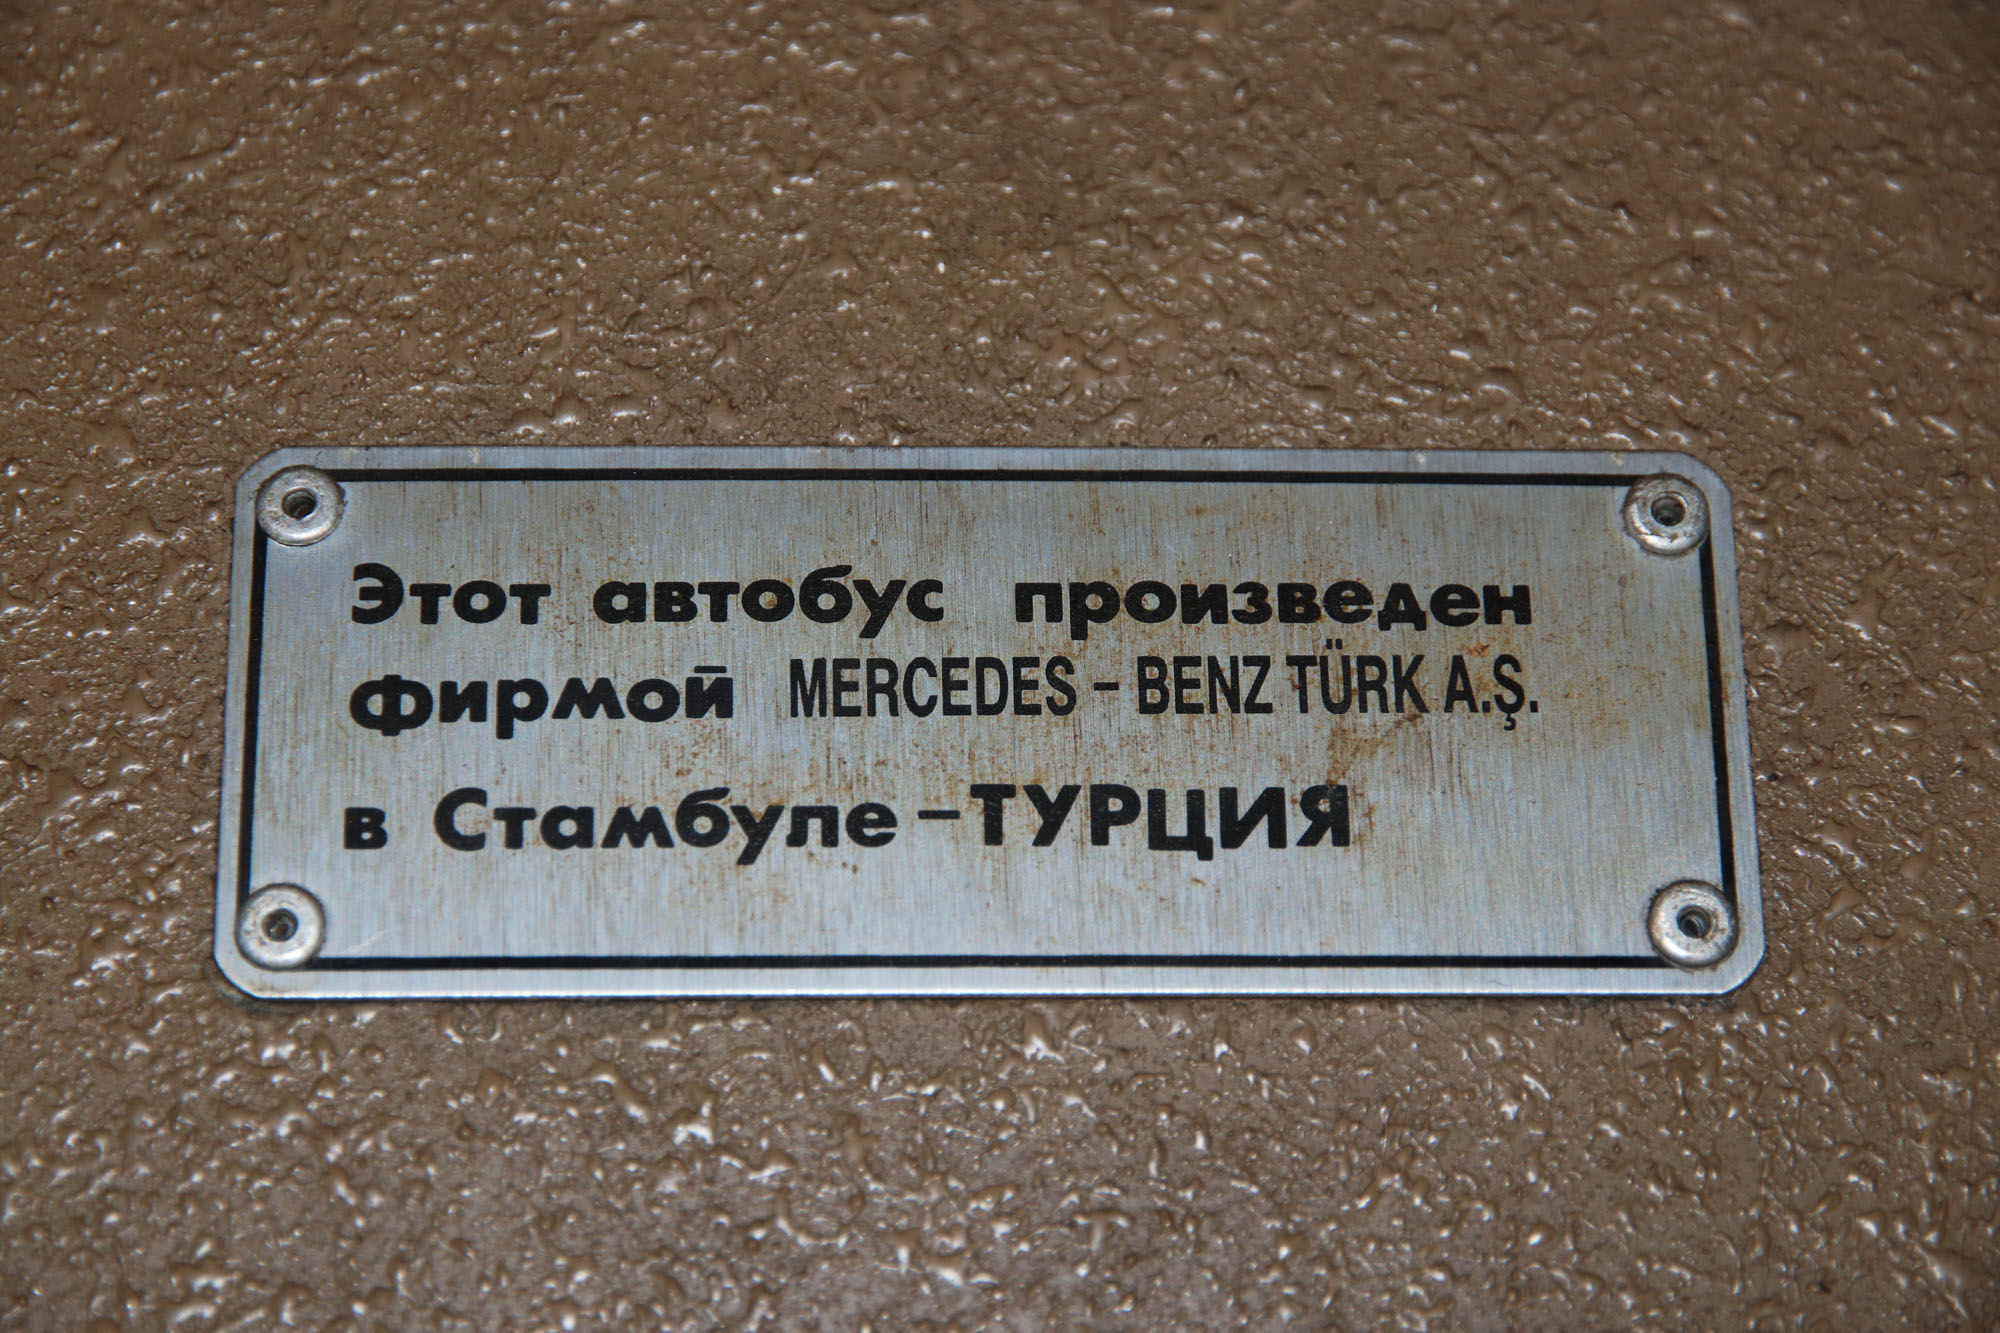 Этот автобус произведен
фирмой MERCEDES – BENZ TÜRK A.Ş.
в Стамбуле –ТУРЦИЯ